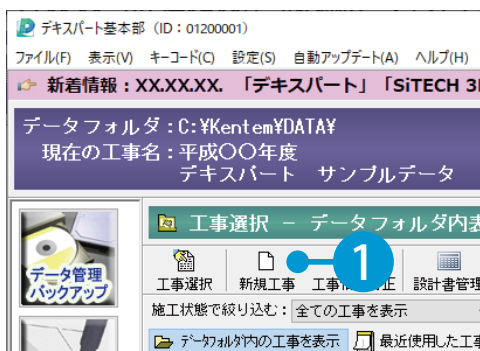 デキスパート基本部 (ID : 01200001)
ファイル(F) 表示(V) キーコード(C) 設定(S) 自動アップデート(A) ヘルプ(H)
新着情報:XX.XX.XX. 「デキスパート」「SiTECH 3
データフォルダ:C:¥Kentem¥DATA¥
現在の工事名:平成〇〇年度
デキスパート サンプルデータ
工事選択 - データフォルダ内表
データ管理
バックアップ
工事選択 新規工事 工事 正 設計書管理
1
施工状態で絞り込む: 全ての工事を表示
データフォルダ内の工事を表示 最近使用した工事